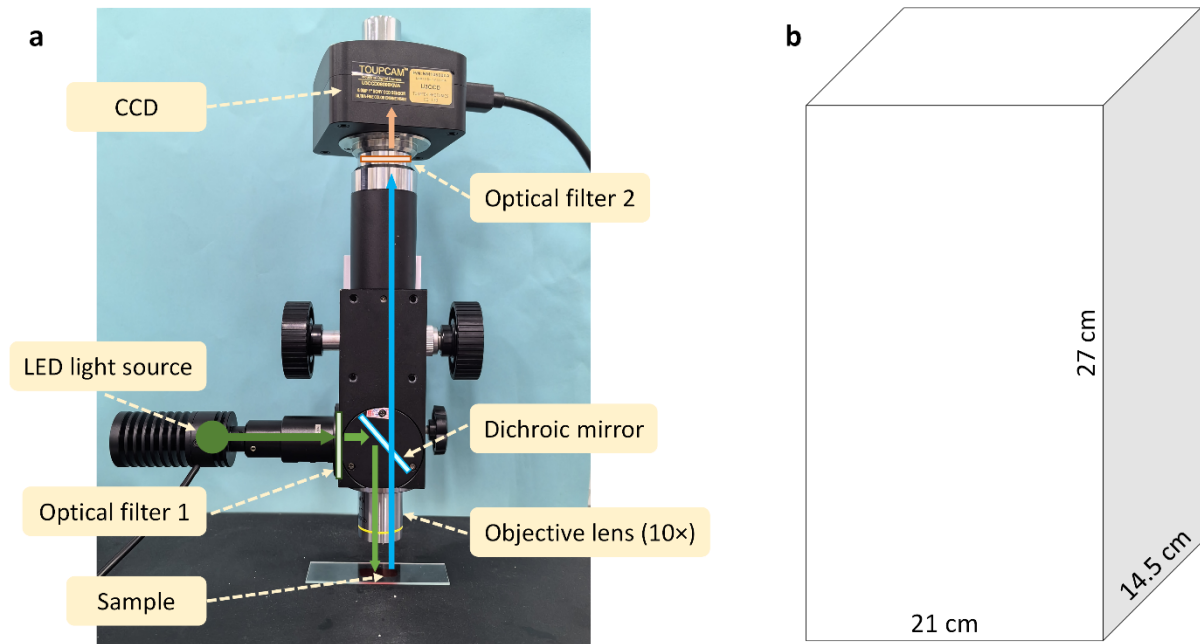 a
b
TOUPCAM™
CCD
Optical filter 2
LED light source
27 cm
Dichroic mirror
Optical filter 1
Objective lens (10×)
Sample
14.5 cm
21 cm